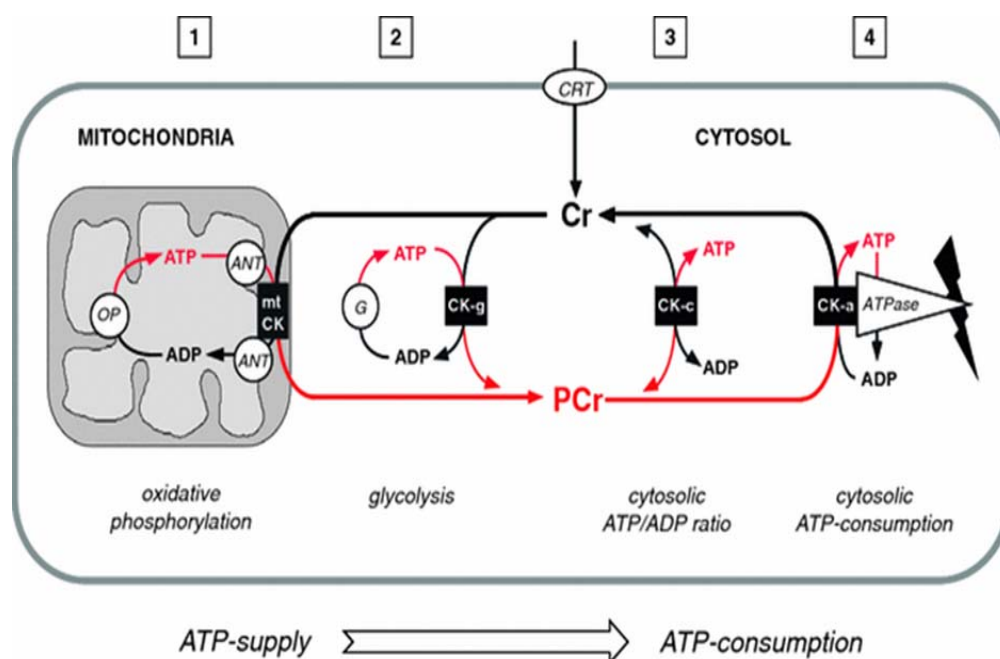 1 2 3 4
CRT
MITOCHONDRIA CYTOSOL
Cr
ATP ANT ATP ATP ATP
OP mt CK G CK-g CK-c CK-a ATPase
ADP ANT ADP ADP ADP
PCr
oxidative phosphorylation
glycolysis
cytosolic ATP/ADP ratio
cytosolic ATP-consumption
ATP-supply ATP-consumption